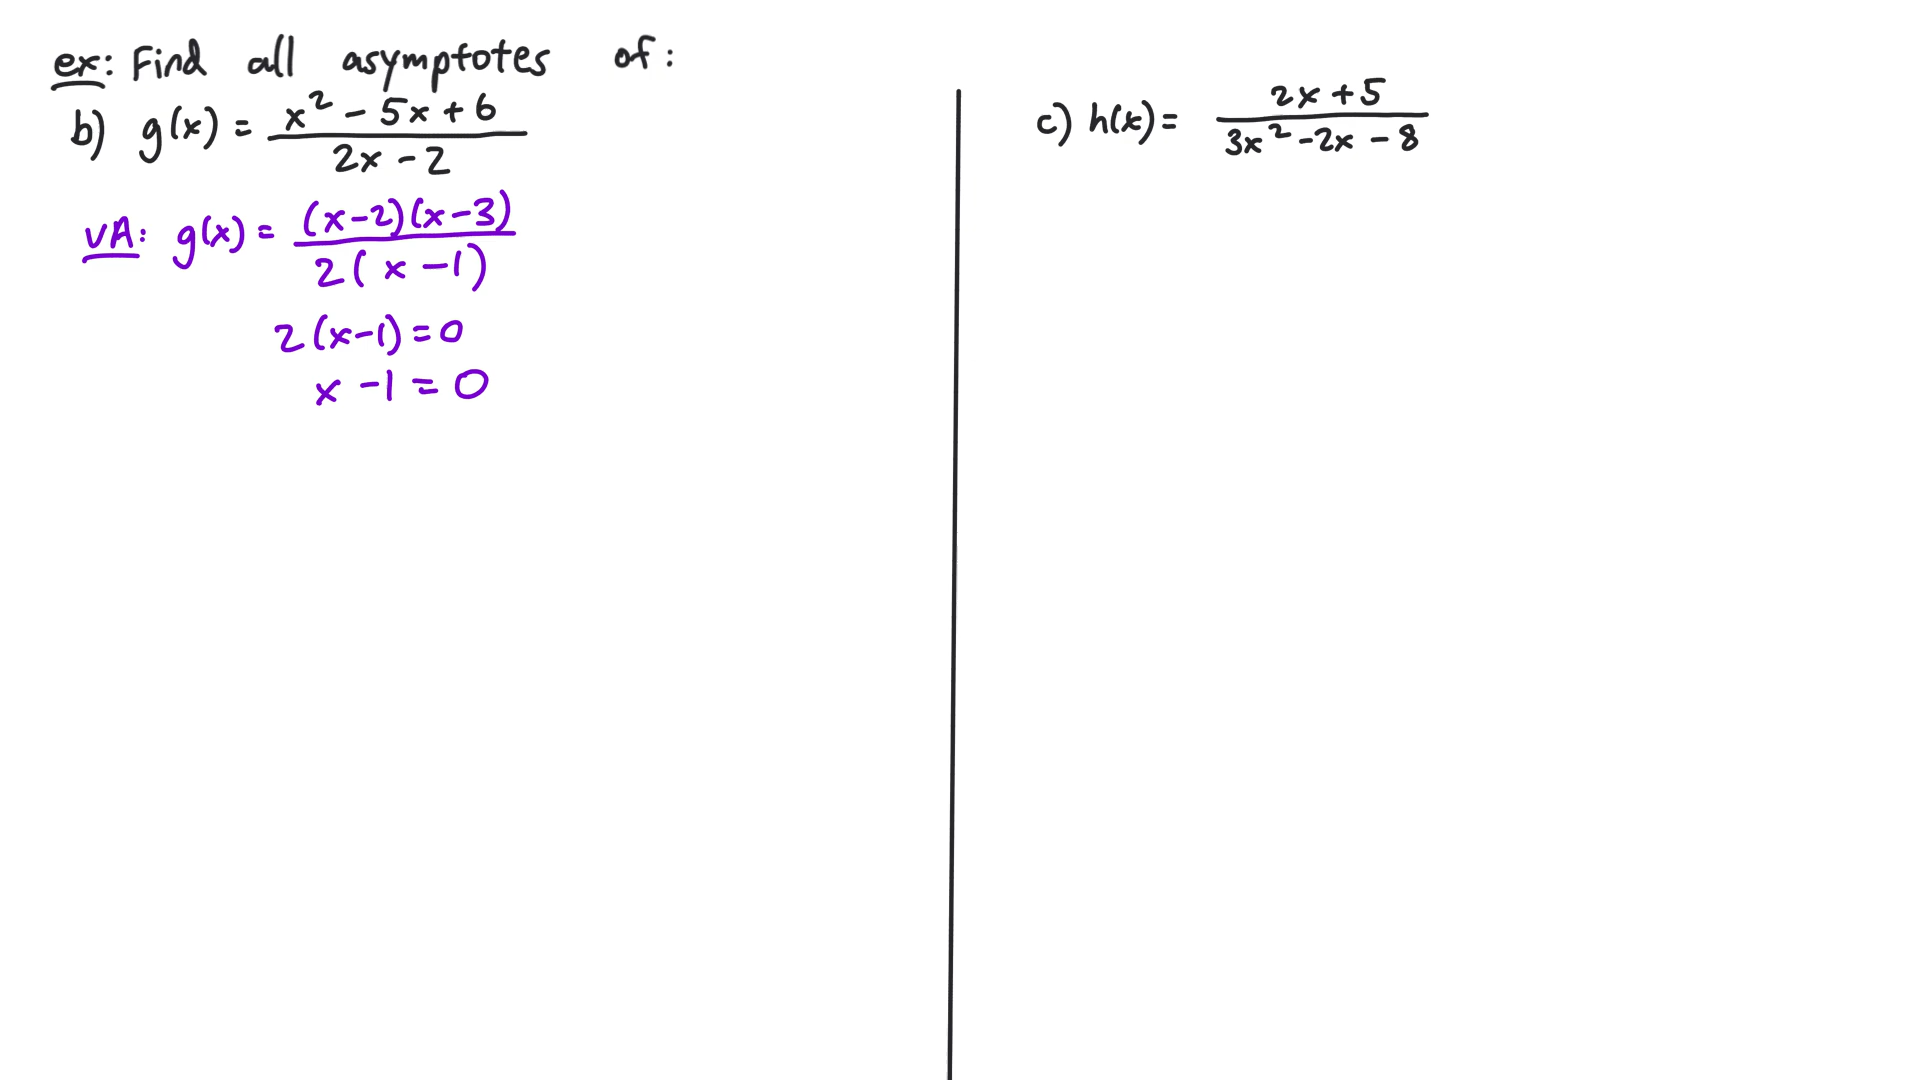 ex: Find all asymptotes of:
b) g(x) = (x² - 5x + 6)/(2x - 2)
VA: g(x) = ((x-2)(x-3))/(2(x-1))
2(x-1)=0
x-1=0
c) h(x) = (2x+5)/(3x²-2x-8)